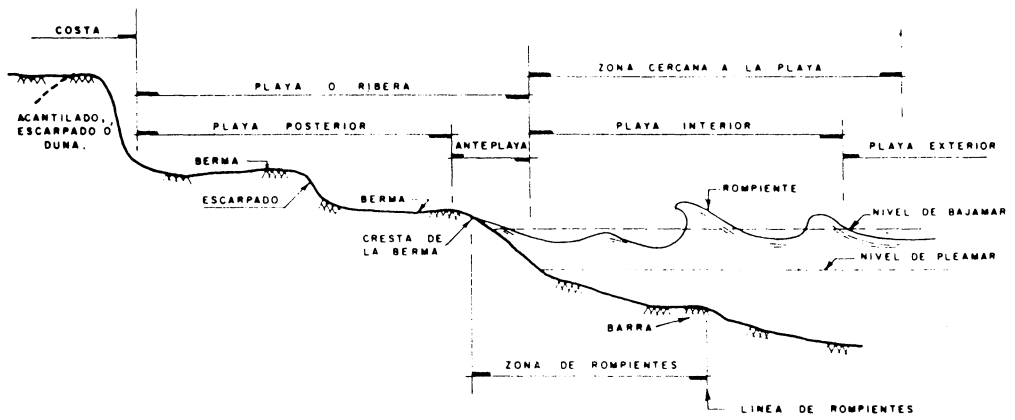 COSTA
ZONA CERCANA A LA PLAYA
PLAYA O RIBERA
ACANTILADO,
ESCARPADO O
DUNA.
PLAYA POSTERIOR
ANTEPLAYA
PLAYA INTERIOR
PLAYA EXTERIOR
BERMA
ESCARPADO
BERMA
ROMPIENTE
NIVEL DE BAJAMAR
CRESTA DE
LA BERMA
NIVEL DE PLEAMAR
BARRA
ZONA DE ROMPIENTES
LINEA DE ROMPIENTES